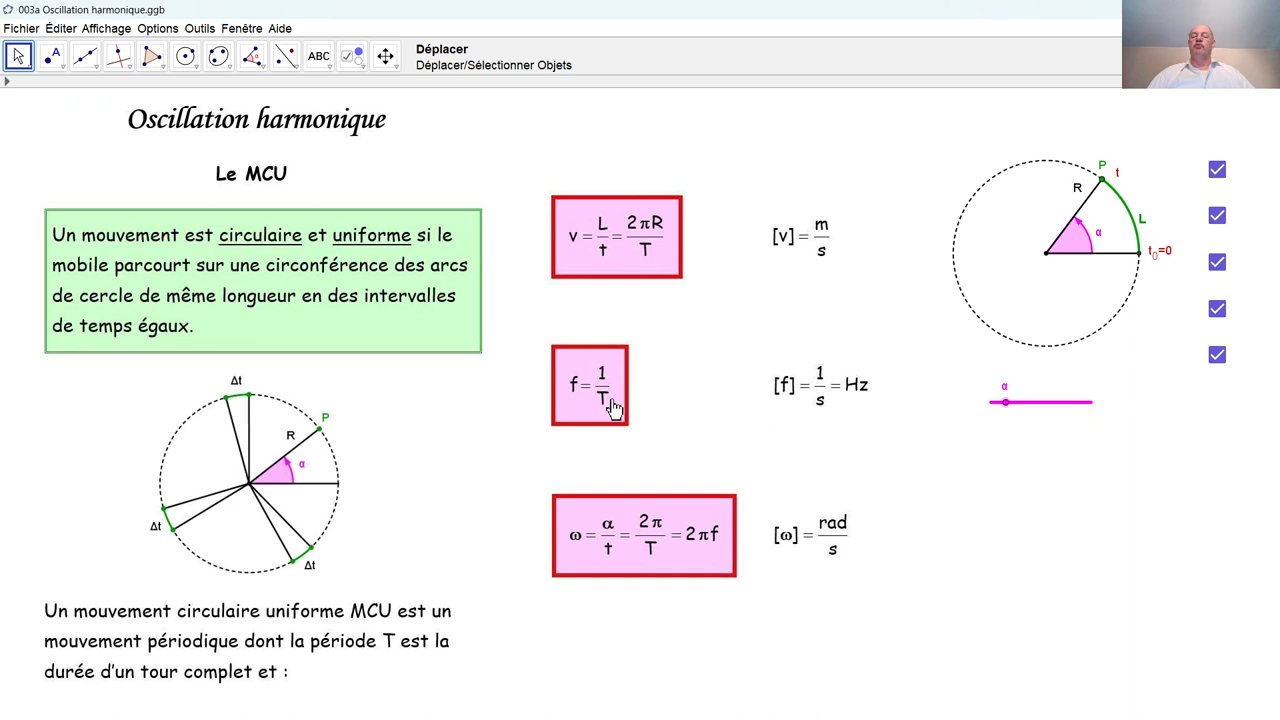 003a Oscillation harmonique.ggb
Fichier Éditer Affichage Options Outils Fenêtre Aide
A
ABC
Déplacer
Déplacer/Sélectionner Objets
Oscillation harmonique
Le MCU
Un mouvement est circulaire et uniforme si le
mobile parcourt sur une circonférence des arcs
de cercle de même longueur en des intervalles
de temps égaux.
Δt
P
R
α
Δt
Δt
Un mouvement circulaire uniforme MCU est un
mouvement périodique dont la période T est la
durée d'un tour complet et :
v = L/t = 2πR/T
[v] = m/s
f = 1/T
[f] = 1/s = Hz
ω = α/t = 2π/T = 2πf
[ω] = rad/s
P
t
R
L
α
t₀=0
α